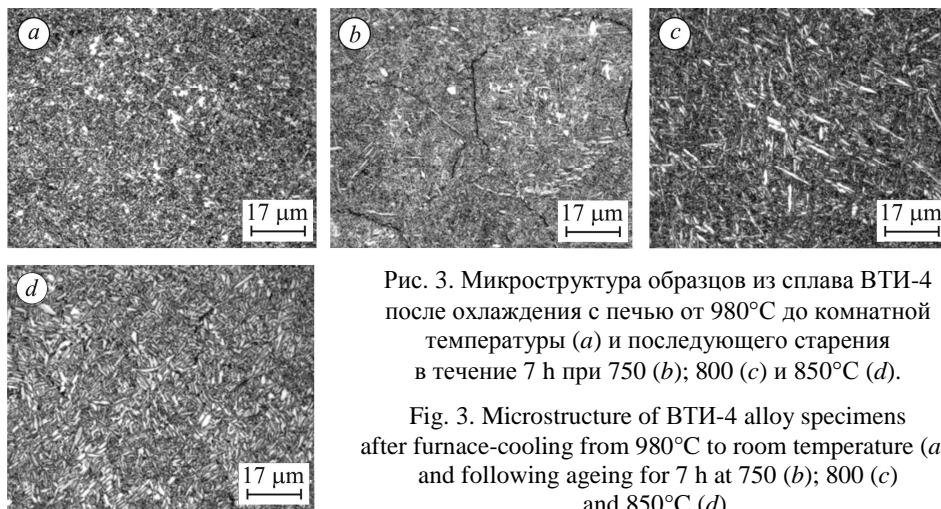 a
b
c
17 μm
17 μm
17 μm
d
17 μm
Рис. 3. Микроструктура образцов из сплава ВТИ-4
после охлаждения с печью от 980°С до комнатной
температуры (a) и последующего старения
в течение 7 h при 750 (b); 800 (c) и 850°С (d).
Fig. 3. Microstructure of ВТИ-4 alloy specimens
after furnace-cooling from 980°C to room temperature (a
and following ageing for 7 h at 750 (b); 800 (c)
and 850°C (d)